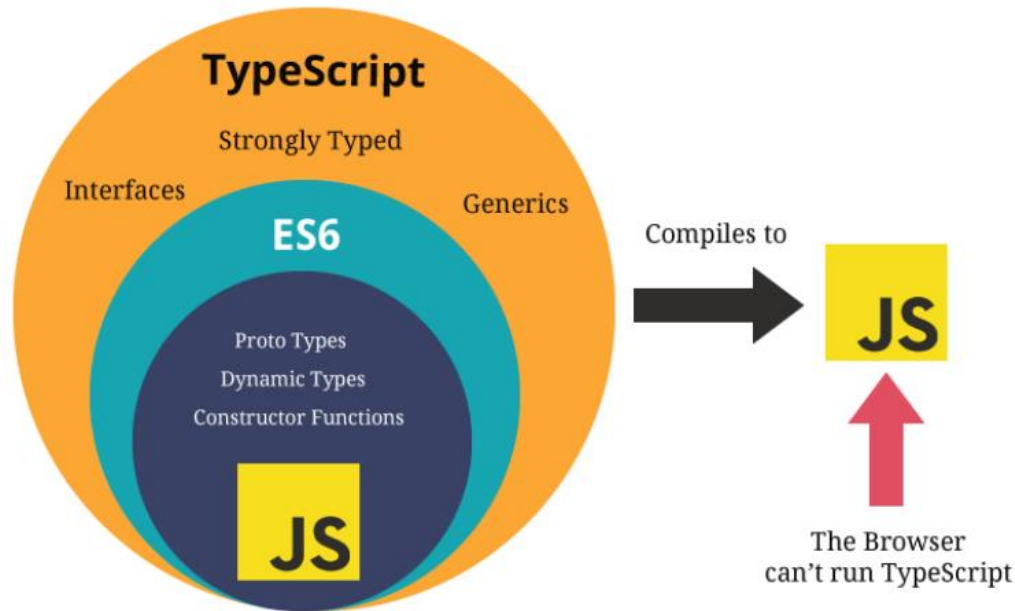 TypeScript
Strongly Typed
Interfaces
Generics
ES6
Proto Types
Dynamic Types
Constructor Functions
JS
Compiles to
JS
The Browser
can't run TypeScript